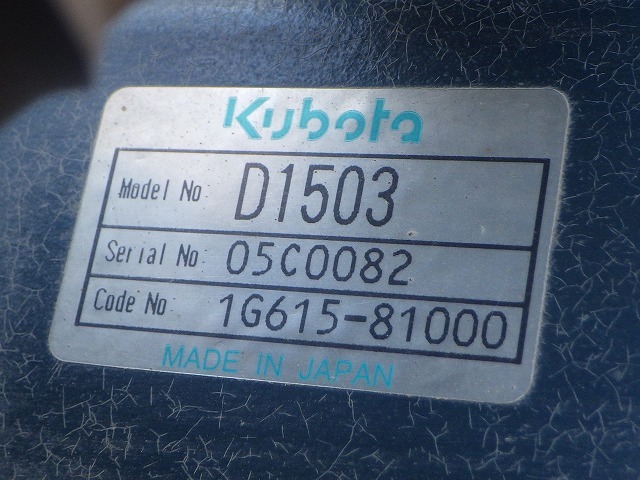 Kubota
Model No: D1503
Serial No: 05C0082
Code No: 1G615-81000
MADE IN JAPAN